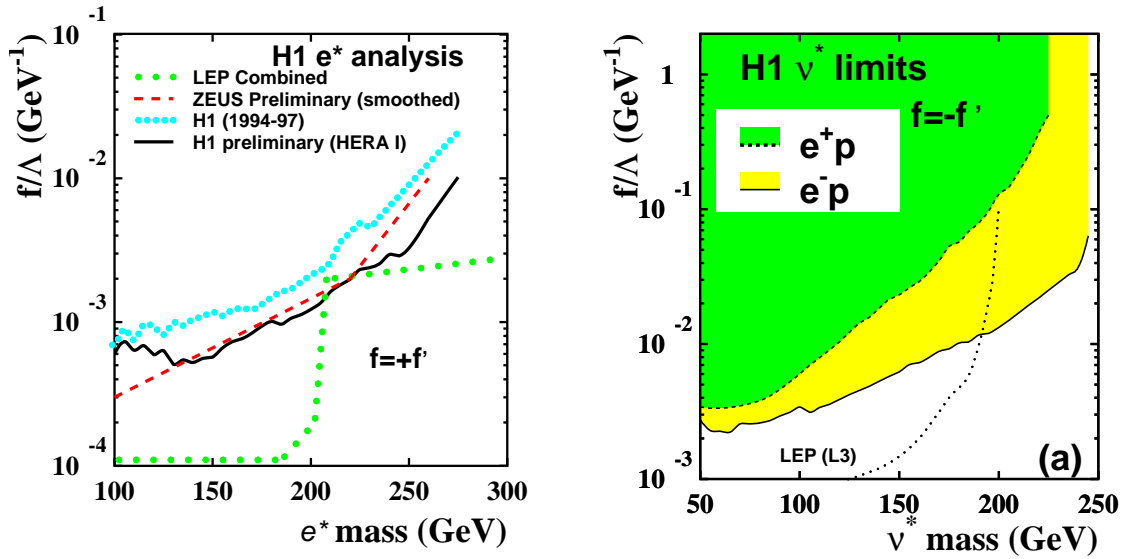 H1 e* analysis
LEP Combined
ZEUS Preliminary (smoothed)
H1 (1994-97)
H1 preliminary (HERA I)
f=+f’
f/Λ (GeV⁻¹)
10⁻¹
10⁻²
10⁻³
10⁻⁴
100 150 200 250 300
e* mass (GeV)
H1 ν* limits
f=-f’
e⁺p
e⁻p
LEP (L3)
(a)
f/Λ (GeV⁻¹)
1
10⁻¹
10⁻²
10⁻³
50 100 150 200 250
ν* mass (GeV)